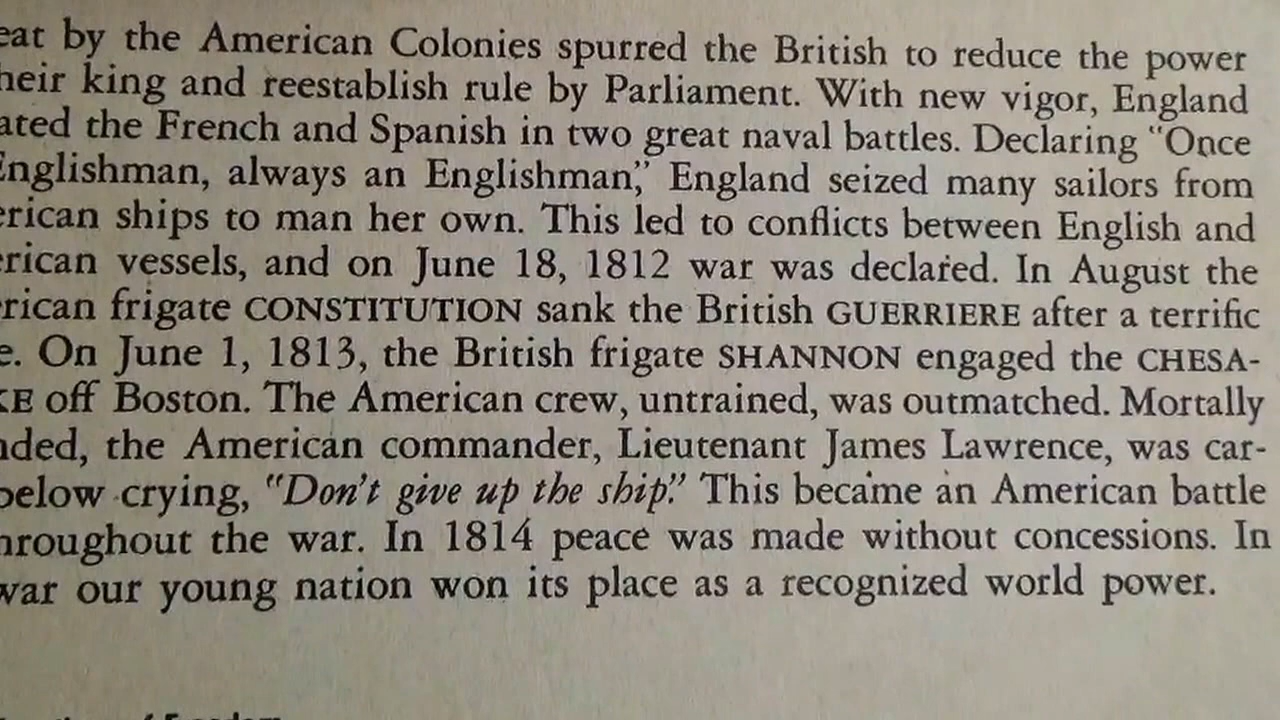 eat by the American Colonies spurred the British to reduce the power
heir king and reestablish rule by Parliament. With new vigor, England
ated the French and Spanish in two great naval battles. Declaring "Once
Englishman, always an Englishman," England seized many sailors from
erican ships to man her own. This led to conflicts between English and
erican vessels, and on June 18, 1812 war was declared. In August the
rican frigate CONSTITUTION sank the British GUERRIERE after a terrific
e. On June 1, 1813, the British frigate SHANNON engaged the CHESA-
KE off Boston. The American crew, untrained, was outmatched. Mortally
nded, the American commander, Lieutenant James Lawrence, was car-
below crying, "Don't give up the ship." This became an American battle
hroughout the war. In 1814 peace was made without concessions. In
war our young nation won its place as a recognized world power.